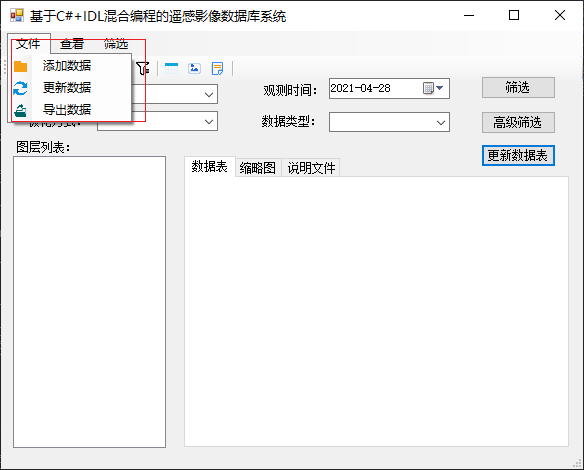 基于C#+IDL混合编程的遥感影像数据库系统
文件 查看 筛选
添加数据
更新数据
导出数据
观测时间： 2021-04-28
筛选
数据类型：
高级筛选
图层列表：
更新数据表
数据表 缩略图 说明文件